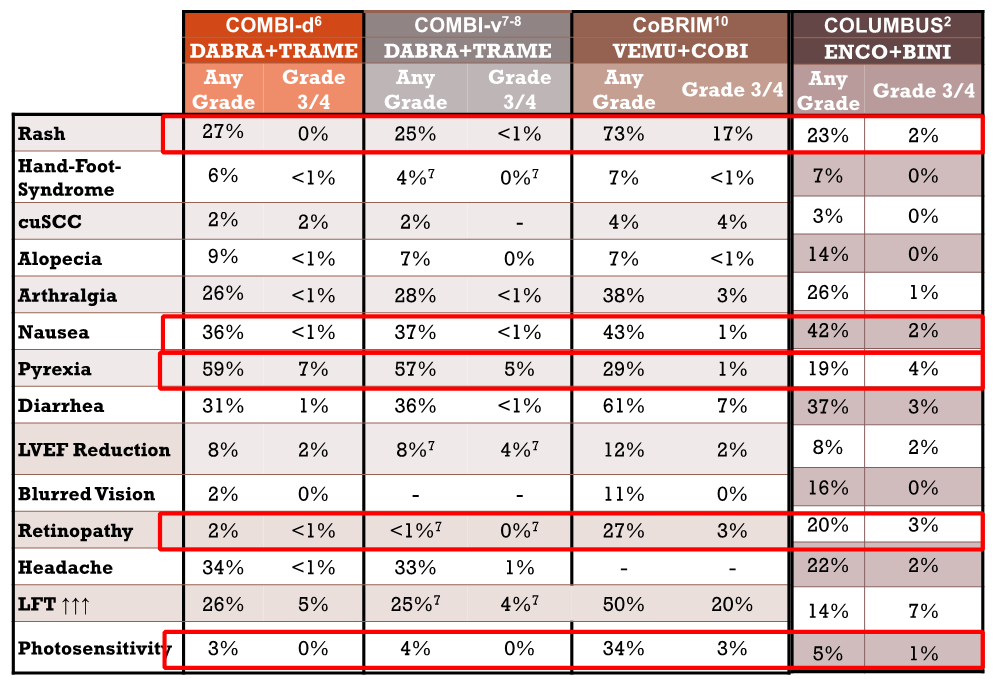 COMBI-d⁶ COMBI-v⁷⁻⁸ CoBRIM¹⁰ COLUMBUS²
DABRA+TRAME DABRA+TRAME VEMU+COBI ENCO+BINI
Any Grade Grade 3/4 Any Grade Grade 3/4 Any Grade Grade 3/4 Any Grade Grade 3/4
Rash 27% 0% 25% <1% 73% 17% 23% 2%
Hand-Foot-
Syndrome 6% <1% 4%⁷ 0%⁷ 7% <1% 7% 0%
cuSCC 2% 2% 2% - 4% 4% 3% 0%
Alopecia 9% <1% 7% 0% 7% <1% 14% 0%
Arthralgia 26% <1% 28% <1% 38% 3% 26% 1%
Nausea 36% <1% 37% <1% 43% 1% 42% 2%
Pyrexia 59% 7% 57% 5% 29% 1% 19% 4%
Diarrhea 31% 1% 36% <1% 61% 7% 37% 3%
LVEF Reduction 8% 2% 8%⁷ 4%⁷ 12% 2% 8% 2%
Blurred Vision 2% 0% - - 11% 0% 16% 0%
Retinopathy 2% <1% <1%⁷ 0%⁷ 27% 3% 20% 3%
Headache 34% <1% 33% 1% - - 22% 2%
LFT ↑↑↑ 26% 5% 25%⁷ 4%⁷ 50% 20% 14% 7%
Photosensitivity 3% 0% 4% 0% 34% 3% 5% 1%